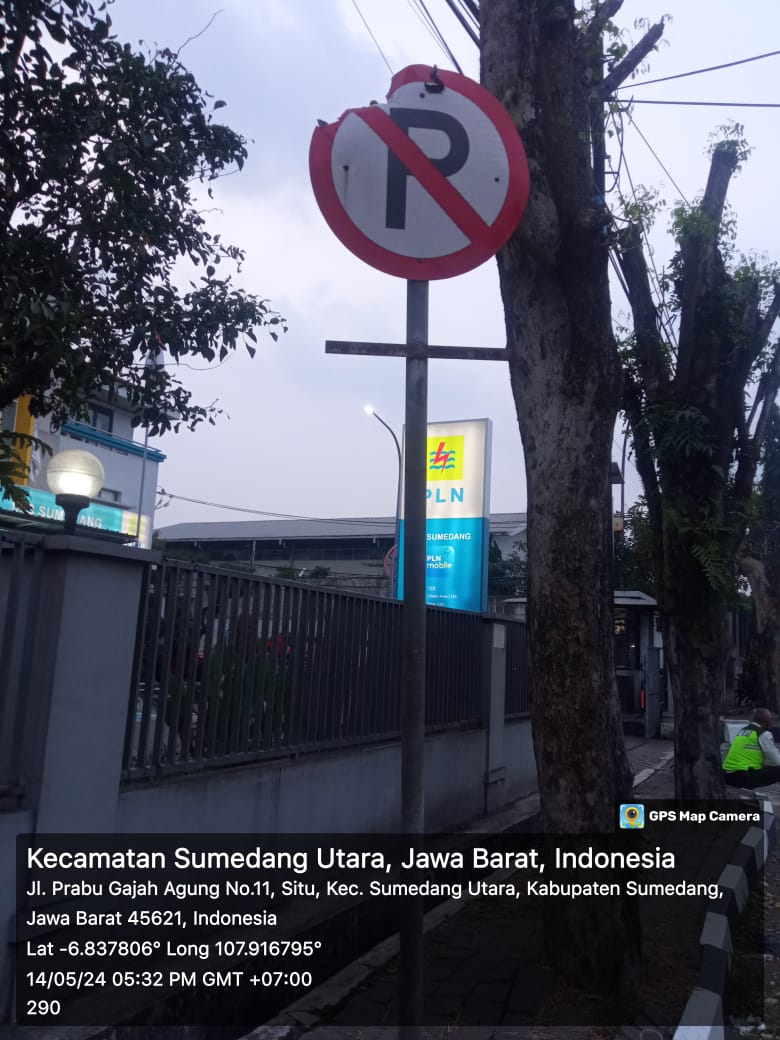 P
PLN
SUMEDANG
PLN
mobile
123
SUMEDANG
GPS Map Camera
Kecamatan Sumedang Utara, Jawa Barat, Indonesia
Jl. Prabu Gajah Agung No.11, Situ, Kec. Sumedang Utara, Kabupaten Sumedang,
Jawa Barat 45621, Indonesia
Lat -6.837806° Long 107.916795°
14/05/24 05:32 PM GMT +07:00
290